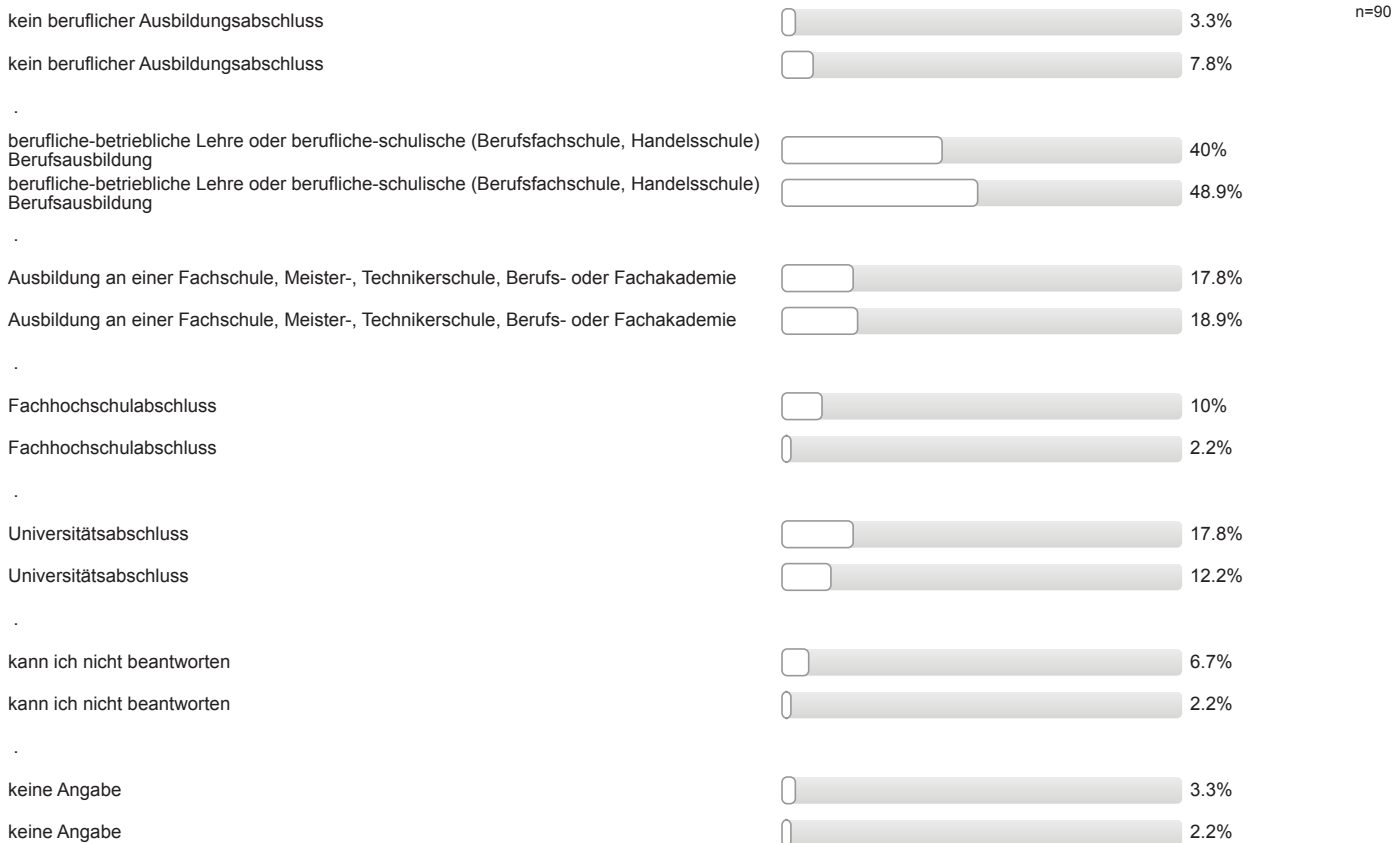 kein beruflicher Ausbildungsabschluss 3.3% n=90
kein beruflicher Ausbildungsabschluss 7.8%
.
berufliche-betriebliche Lehre oder berufliche-schulische (Berufsfachschule, Handelsschule)
Berufsausbildung 40%
berufliche-betriebliche Lehre oder berufliche-schulische (Berufsfachschule, Handelsschule)
Berufsausbildung 48.9%
.
Ausbildung an einer Fachschule, Meister-, Technikerschule, Berufs- oder Fachakademie 17.8%
Ausbildung an einer Fachschule, Meister-, Technikerschule, Berufs- oder Fachakademie 18.9%
.
Fachhochschulabschluss 10%
Fachhochschulabschluss 2.2%
.
Universitätsabschluss 17.8%
Universitätsabschluss 12.2%
.
kann ich nicht beantworten 6.7%
kann ich nicht beantworten 2.2%
.
keine Angabe 3.3%
keine Angabe 2.2%